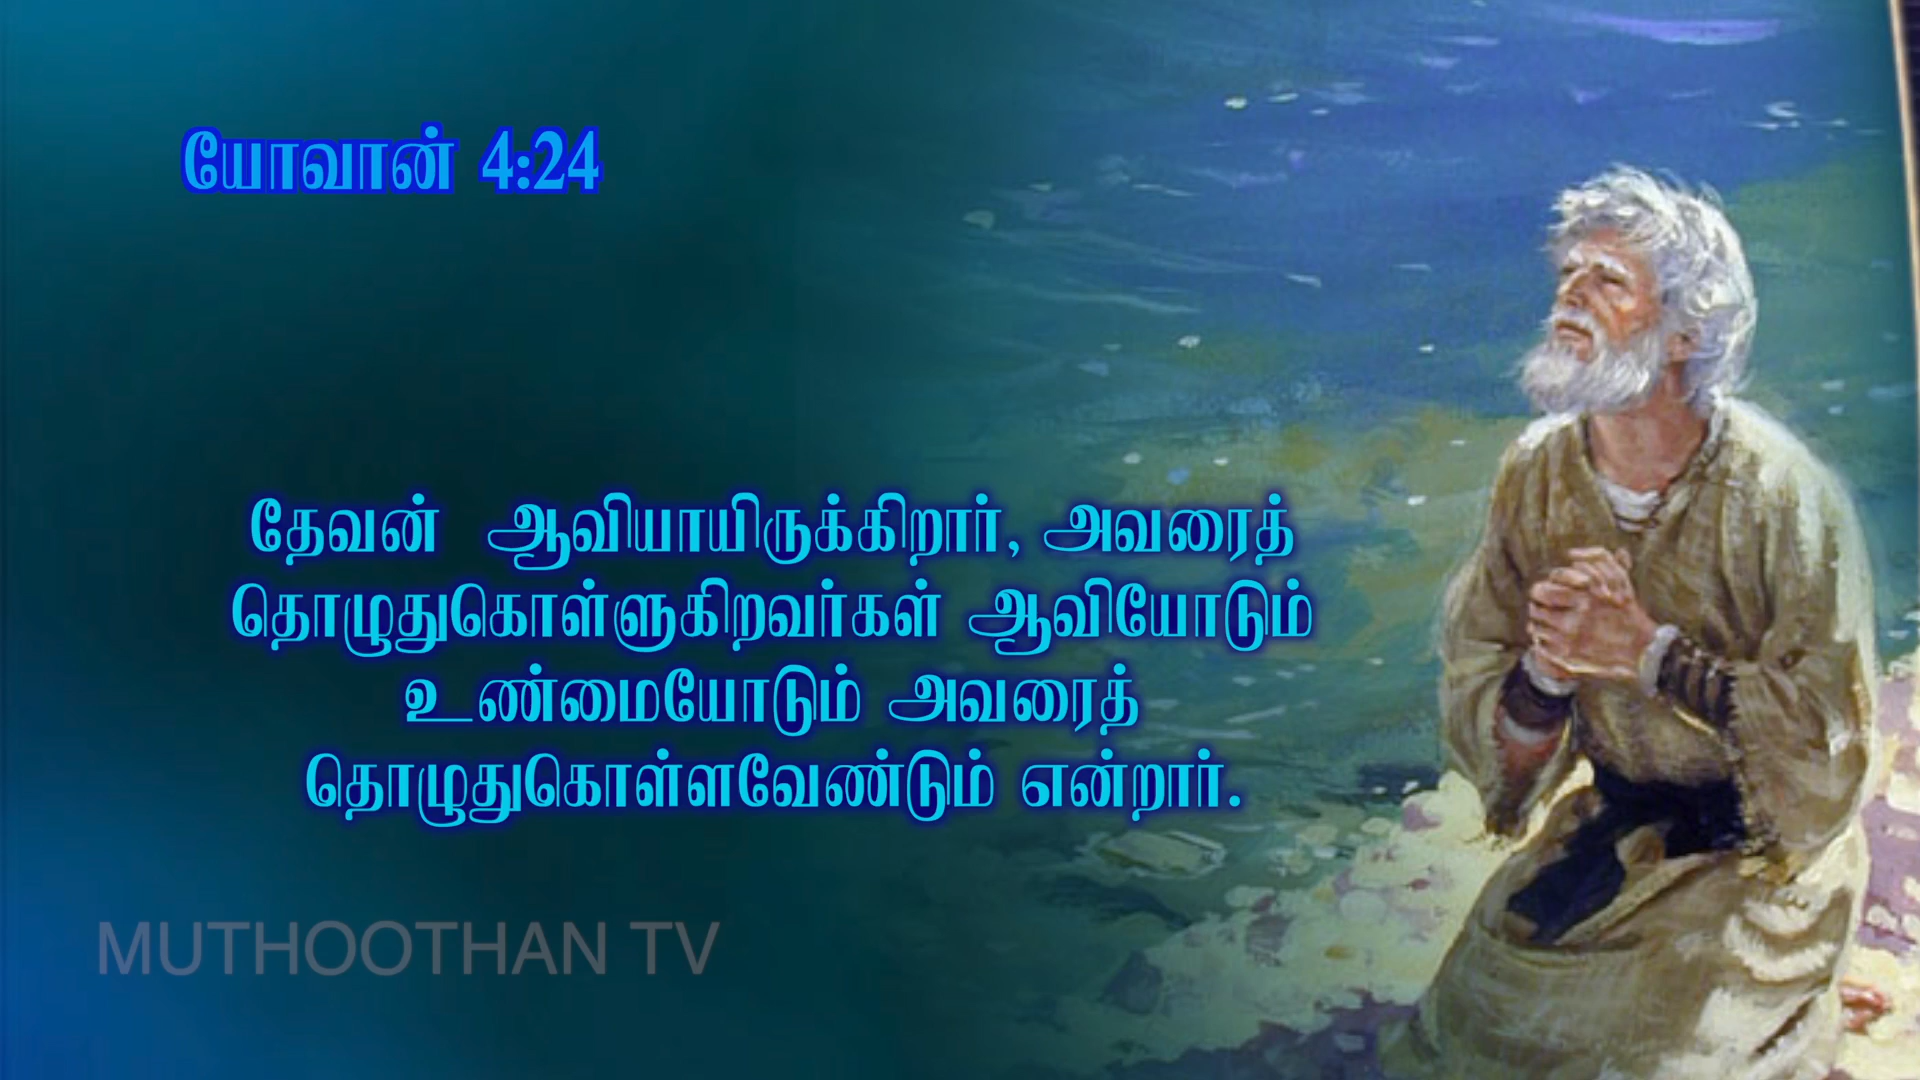 யோவான் 4:24
தேவன் ஆவியாயிருக்கிறார், அவரைத்
தொழுதுகொள்ளுகிறவர்கள் ஆவியோடும்
உண்மையோடும் அவரைத்
தொழுதுகொள்ளவேண்டும் என்றார்.
MUTHOOTHAN TV